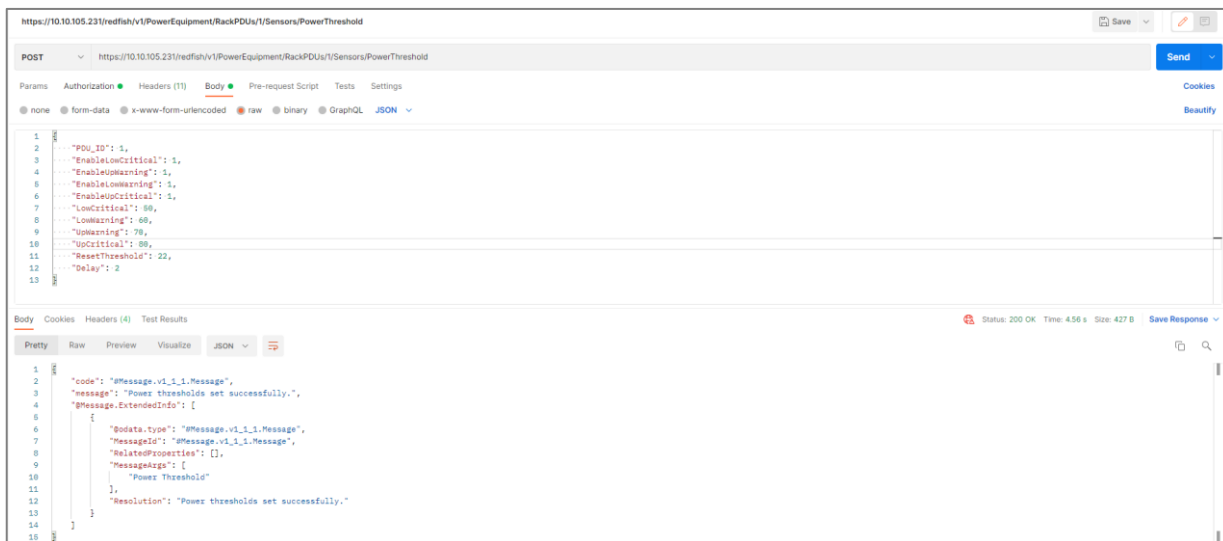 https://10.10.105.231/redfish/v1/PowerEquipment/RackPDUs/1/Sensors/PowerThreshold
Save
POST https://10.10.105.231/redfish/v1/PowerEquipment/RackPDUs/1/Sensors/PowerThreshold Send
Params Authorization Headers (11) Body Pre-request Script Tests Settings Cookies
none form-data x-www-form-urlencoded raw binary GraphQL JSON Beautify
1 {
2 "PDU_ID": 1,
3 "EnableLowCritical": 1,
4 "EnableUpWarning": 1,
5 "EnableLowWarning": 1,
6 "EnableUpCritical": 1,
7 "LowCritical": 50,
8 "LowWarning": 60,
9 "UpWarning": 70,
10 "UpCritical": 80,
11 "ResetThreshold": 22,
12 "Delay": 2
13 }
Body Cookies Headers (4) Test Results Status: 200 OK Time: 4.56 s Size: 427 B Save Response
Pretty Raw Preview Visualize JSON
1 {
2 "code": "#Message.v1_1_1.Message",
3 "message": "Power thresholds set successfully.",
4 "@Message.ExtendedInfo": [
5 {
6 "@odata.type": "#Message.v1_1_1.Message",
7 "MessageId": "#Message.v1_1_1.Message",
8 "RelatedProperties": [],
9 "MessageArgs": [
10 "Power Threshold"
11 ],
12 "Resolution": "Power thresholds set successfully."
13 }
14 ]
15 }